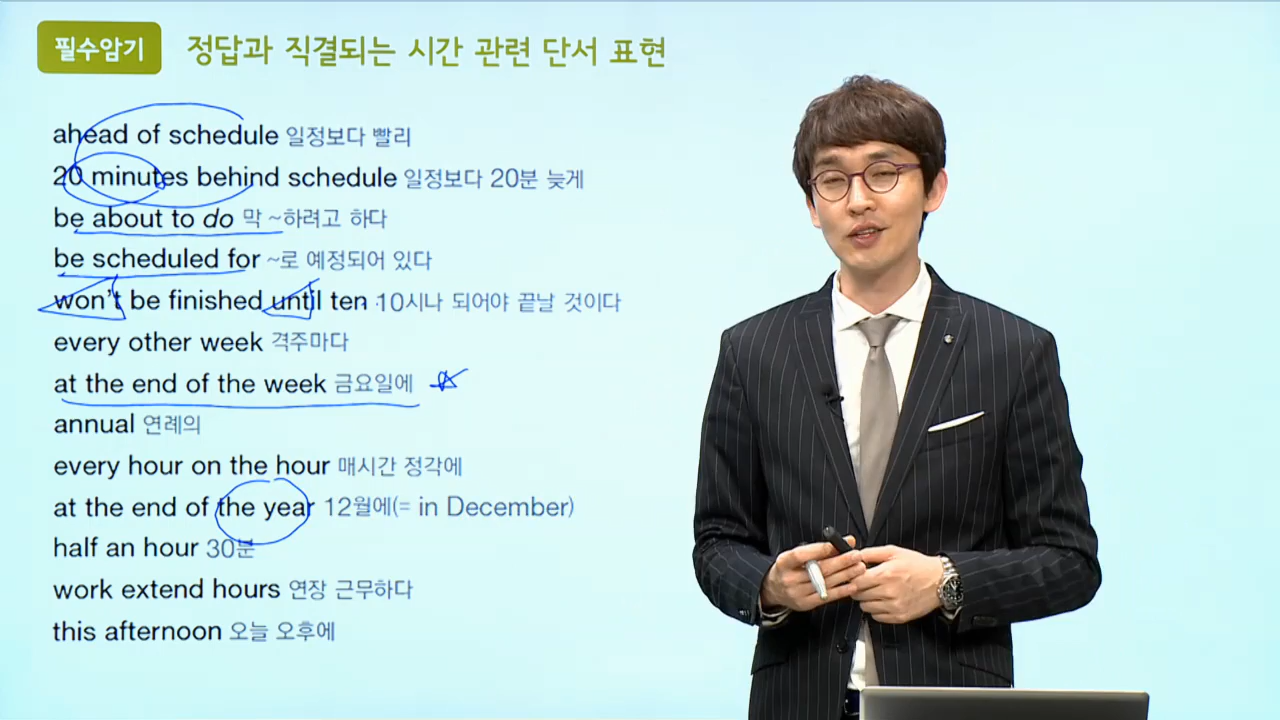 필수암기 정답과 직결되는 시간 관련 단서 표현
ahead of schedule 일정보다 빨리
20 minutes behind schedule 일정보다 20분 늦게
be about to do 막 ~하려고 하다
be scheduled for ~로 예정되어 있다
won't be finished until ten 10시나 되어야 끝날 것이다
every other week 격주마다
at the end of the week 금요일에
annual 연례의
every hour on the hour 매시간 정각에
at the end of the year 12월에(= in December)
half an hour 30분
work extend hours 연장 근무하다
this afternoon 오늘 오후에